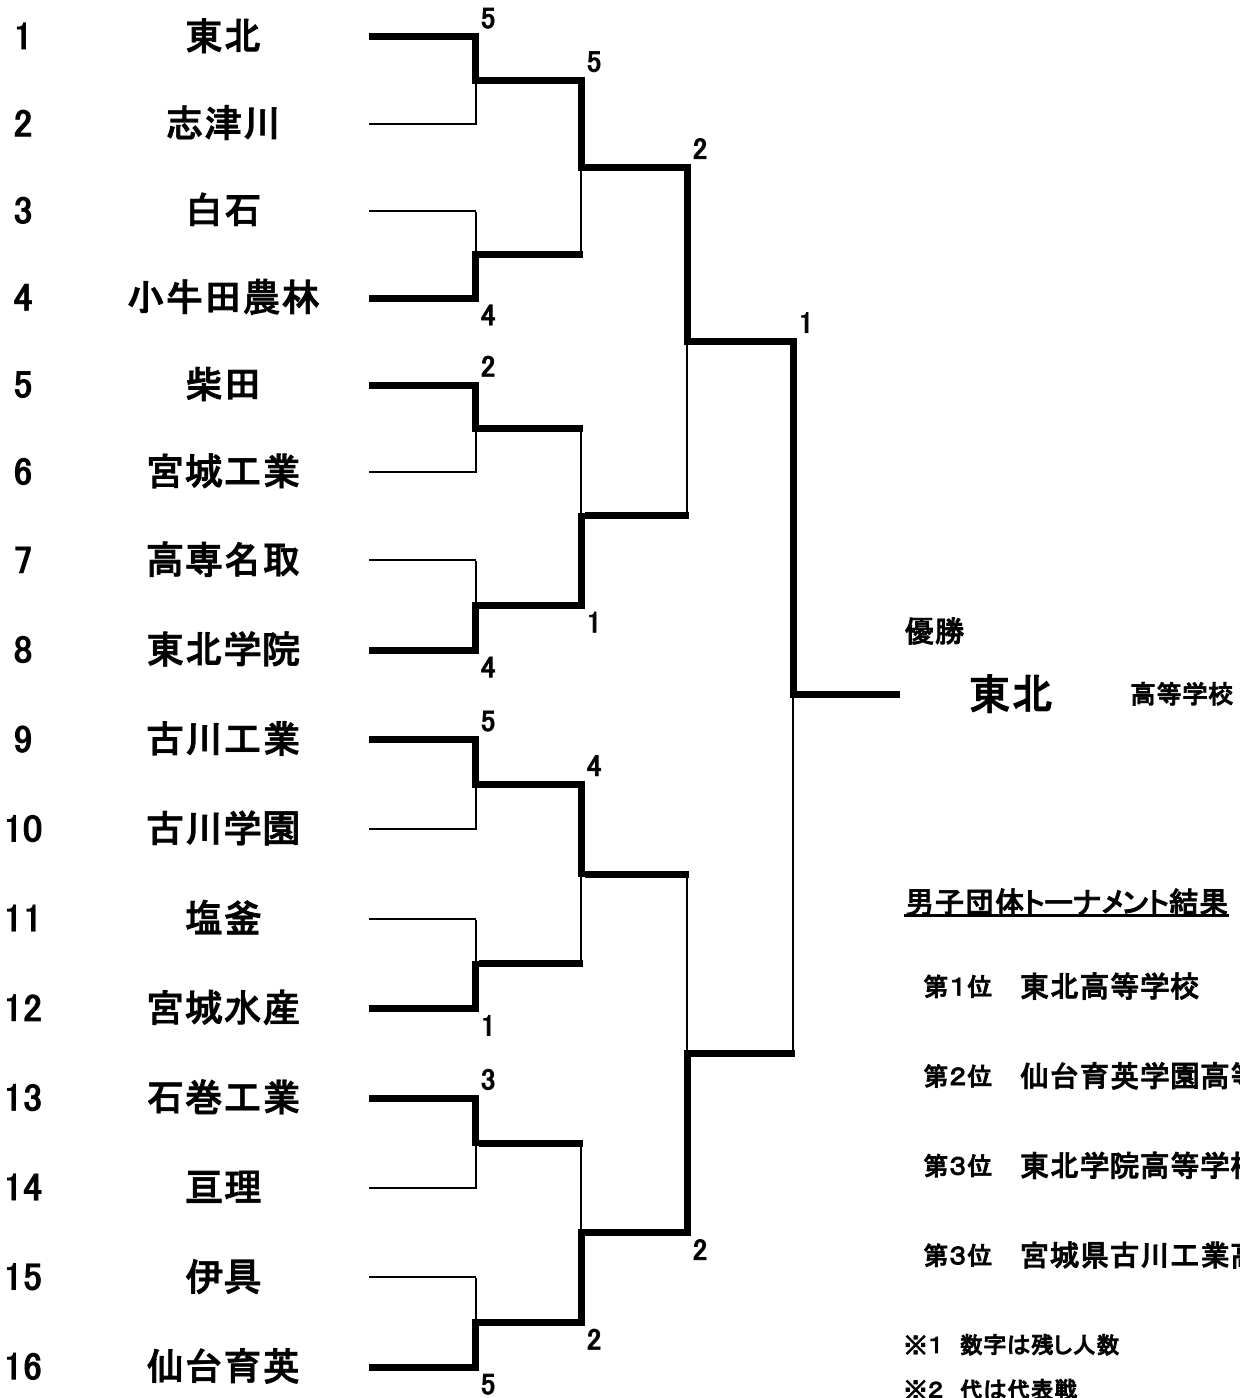 1 東北 5
5
2 志津川
2
3 白石
4 小牛田農林 4
1
5 柴田 2
6 宮城工業
7 高専名取
1
8 東北学院 4
優勝
東北 高等学校
9 古川工業 5
4
10 古川学園
11 塩釜
男子団体トーナメント結果
12 宮城水産 1
第1位 東北高等学校
13 石巻工業 3
第2位 仙台育英学園高等
14 亘理
第3位 東北学院高等学校
2
15 伊具
第3位 宮城県古川工業高
2
16 仙台育英 5
※1 数字は残し人数
※2 代は代表戦